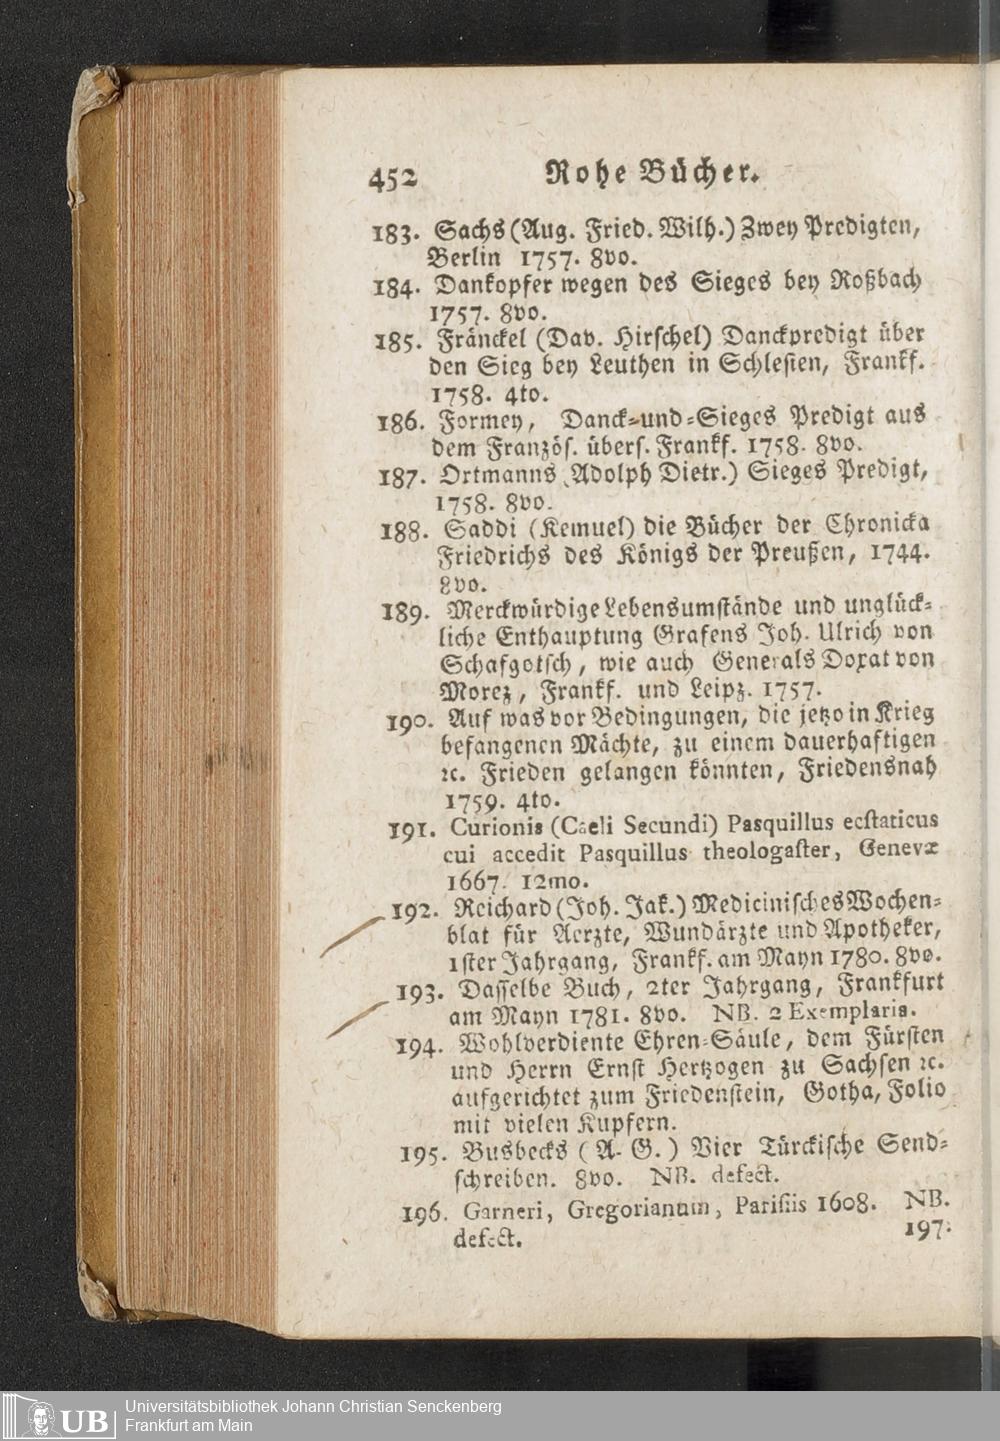 452 Rohe Bücher.
183. Sachs (Aug. Fried. Wilh.) Zwey Predigten,
Berlin 1757. 8vo.
184. Dankopfer wegen des Sieges bey Roßbach
1757. 8vo.
185. Fränckel (Dav. Hirschel) Danckpredigt über
den Sieg bey Leuthen in Schlesien, Frankf.
1758. 4to.
186. Formey, Danck-und-Sieges Predigt aus
dem Französ. übers. Frankf. 1758. 8vo.
187. Ortmanns (Adolph Dietr.) Sieges Predigt,
1758. 8vo.
188. Saddi (Kemuel) die Bücher der Chronicka
Friedrichs des Königs der Preußen, 1744.
8vo.
189. Merckwürdige Lebensumstände und unglück-
liche Enthauptung Grafens Joh. Ulrich von
Schafgotsch, wie auch Generals Doxat von
Morez, Frankf. und Leipz. 1757.
190. Auf was vor Bedingungen, die jetzo in Krieg
befangenen Mächte, zu einem dauerhaftigen
ꝛc. Frieden gelangen könnten, Friedensnah
1759. 4to.
191. Curionis (Caeli Secundi) Pasquillus ecstaticus
cui accedit Pasquillus theologaster, Genevæ
1667. 12mo.
192. Reichard (Joh. Jak.) Medicinisches Wochen-
blat für Aerzte, Wundärzte und Apotheker,
1ster Jahrgang, Frankf. am Mayn 1780. 8vo.
193. Dasselbe Buch, 2ter Jahrgang, Frankfurt
am Mayn 1781. 8vo. NB. 2 Exemplaria.
194. Wohlverdiente Ehren-Säule, dem Fürsten
und Herrn Ernst Hertzogen zu Sachsen ꝛc.
aufgerichtet zum Friedenstein, Gotha, Folio
mit vielen Kupfern.
195. Busbecks (A. G.) Vier Türckische Send-
schreiben. 8vo. NB. defect.
196. Garneri, Gregorianum, Parisiis 1608. NB.
defect.
197.
UB
Universitätsbibliothek Johann Christian Senckenberg
Frankfurt am Main